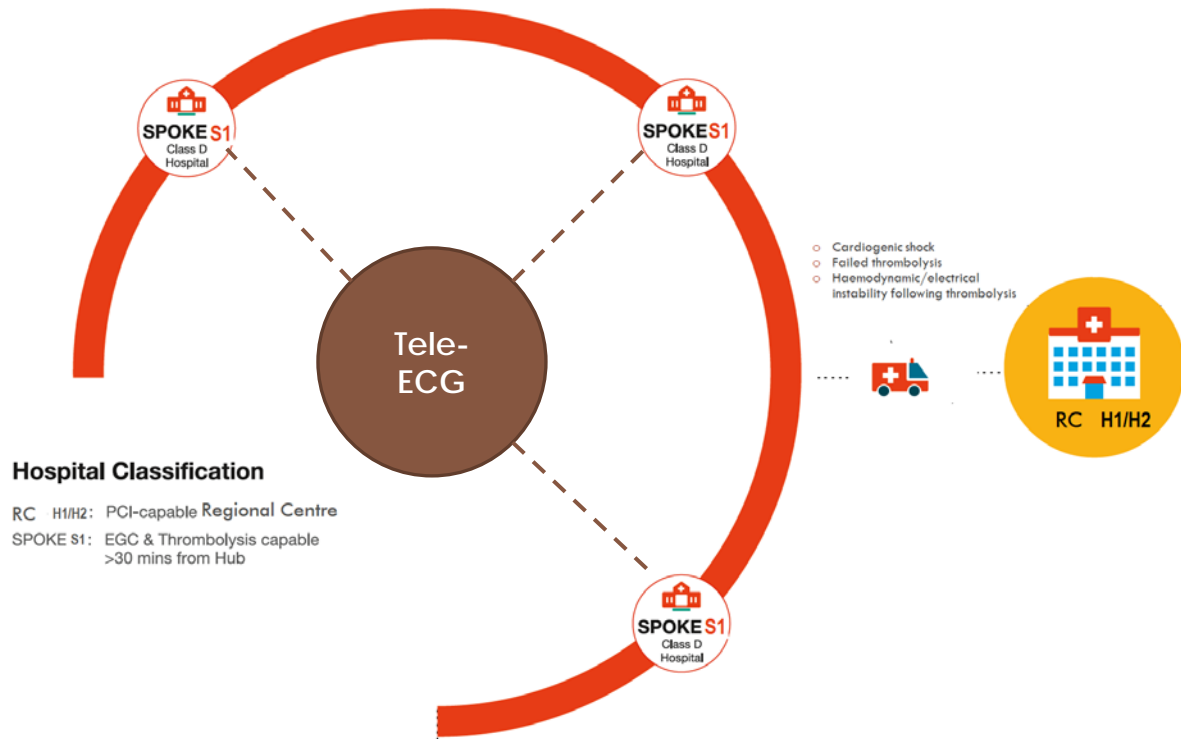 SPOKE S1
Class D
Hospital
SPOKE S1
Class D
Hospital
Tele-
ECG
Cardiogenic shock
Failed thrombolysis
Haemodynamic/electrical
instability following thrombolysis
RC H1/H2
Hospital Classification
RC H1/H2: PCI-capable Regional Centre
SPOKE S1: EGC & Thrombolysis capable
>30 mins from Hub
SPOKE S1
Class D
Hospital